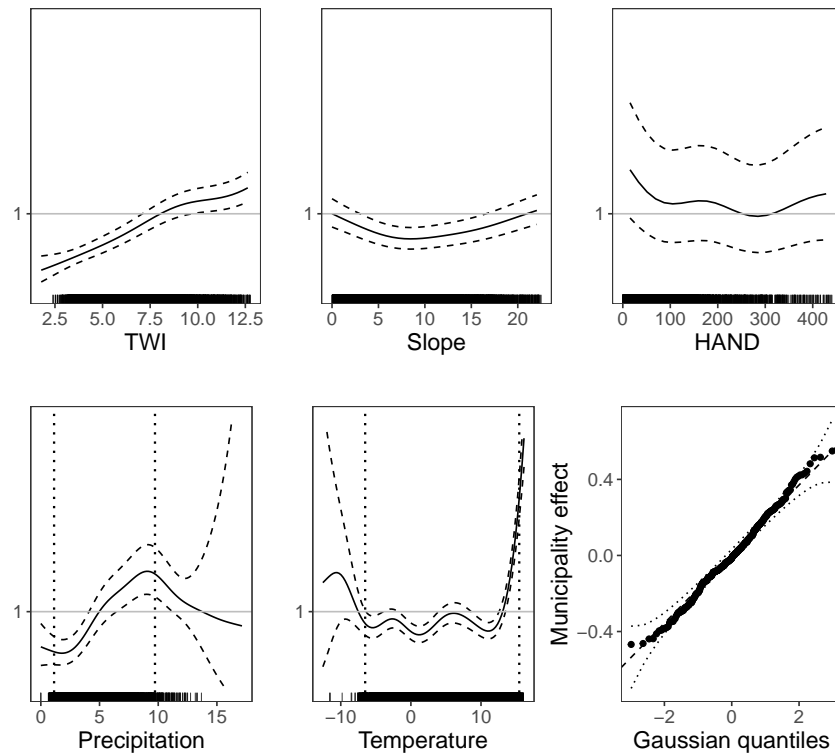 1
2.5 5.0 7.5 10.0 12.5
TWI
1
0 5 10 15 20
Slope
1
0 100 200 300 400
HAND
1
0 5 10 15
Precipitation
1
−10 0 10
Temperature
Municipality effect
0.4
0.0
−0.4
−2 0 2
Gaussian quantiles